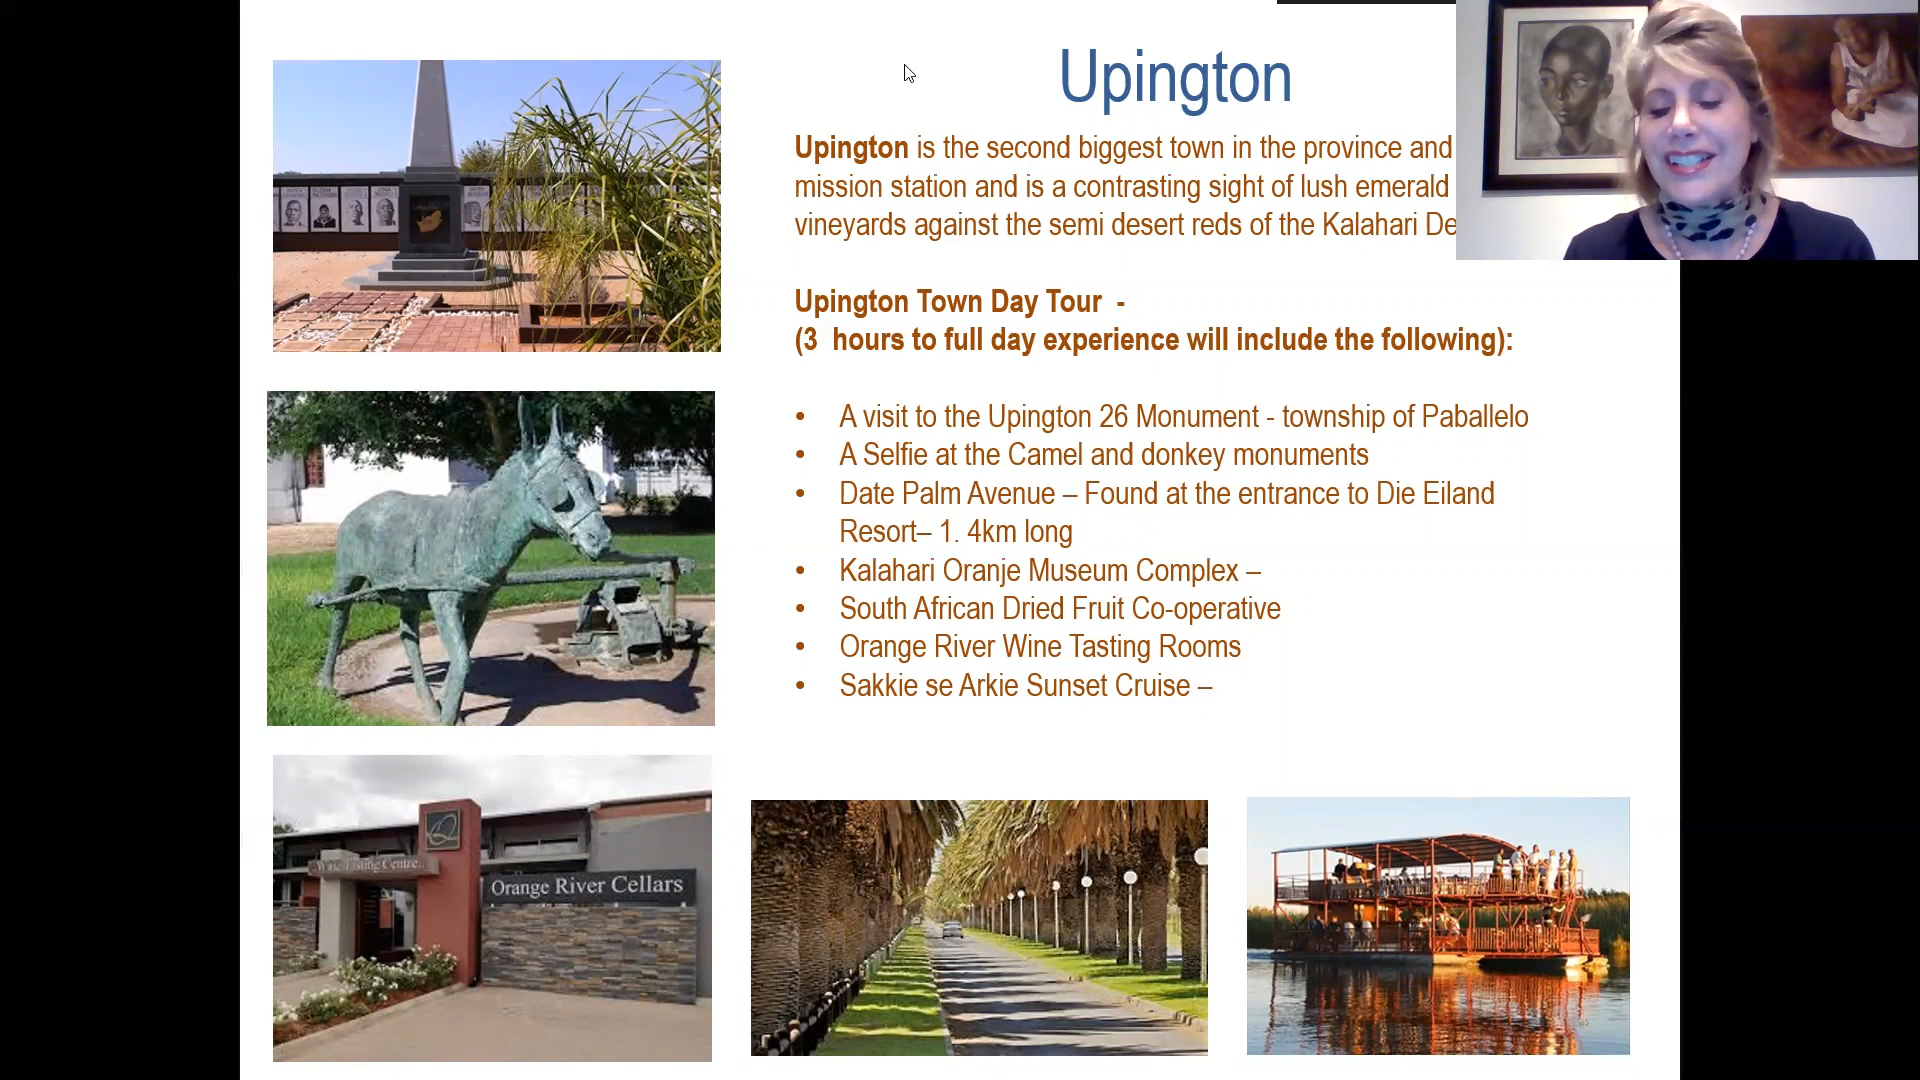 Upington
Upington is the second biggest town in the province and
mission station and is a contrasting sight of lush emerald
vineyards against the semi desert reds of the Kalahari De
Upington Town Day Tour -
(3 hours to full day experience will include the following):
• A visit to the Upington 26 Monument - township of Paballelo
• A Selfie at the Camel and donkey monuments
• Date Palm Avenue – Found at the entrance to Die Eiland
Resort– 1. 4km long
• Kalahari Oranje Museum Complex –
• South African Dried Fruit Co-operative
• Orange River Wine Tasting Rooms
• Sakkie se Arkie Sunset Cruise –
Wine Tasting Centre
Orange River Cellars